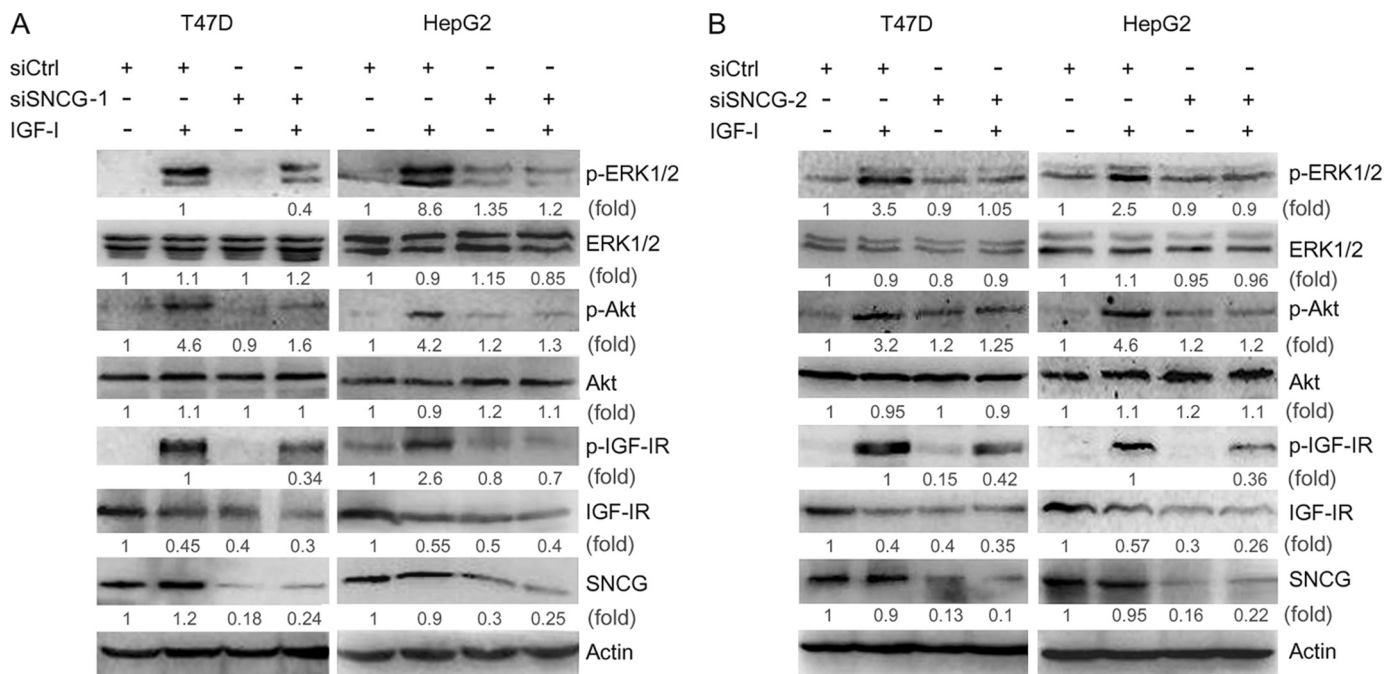 A
T47D HepG2
siCtrl + + - - + + - -
siSNCG-1 - - + + - - + +
IGF-I - + - + - + - +
p-ERK1/2
1 0.4 1 8.6 1.35 1.2 (fold)
ERK1/2
1 1.1 1 1.2 1 0.9 1.15 0.85 (fold)
p-Akt
1 4.6 0.9 1.6 1 4.2 1.2 1.3 (fold)
Akt
1 1.1 1 1 1 0.9 1.2 1.1 (fold)
p-IGF-IR
1 0.34 1 2.6 0.8 0.7 (fold)
IGF-IR
1 0.45 0.4 0.3 1 0.55 0.5 0.4 (fold)
SNCG
1 1.2 0.18 0.24 1 0.9 0.3 0.25 (fold)
Actin
B
T47D HepG2
siCtrl + + - - + + - -
siSNCG-2 - - + + - - + +
IGF-I - + - + - + - +
p-ERK1/2
1 3.5 0.9 1.05 1 2.5 0.9 0.9 (fold)
ERK1/2
1 0.9 0.8 0.9 1 1.1 0.95 0.96 (fold)
p-Akt
1 3.2 1.2 1.25 1 4.6 1.2 1.2 (fold)
Akt
1 0.95 1 0.9 1 1.1 1.2 1.1 (fold)
p-IGF-IR
1 0.15 0.42 1 0.36 (fold)
IGF-IR
1 0.4 0.4 0.35 1 0.57 0.3 0.26 (fold)
SNCG
1 0.9 0.13 0.1 1 0.95 0.16 0.22 (fold)
Actin